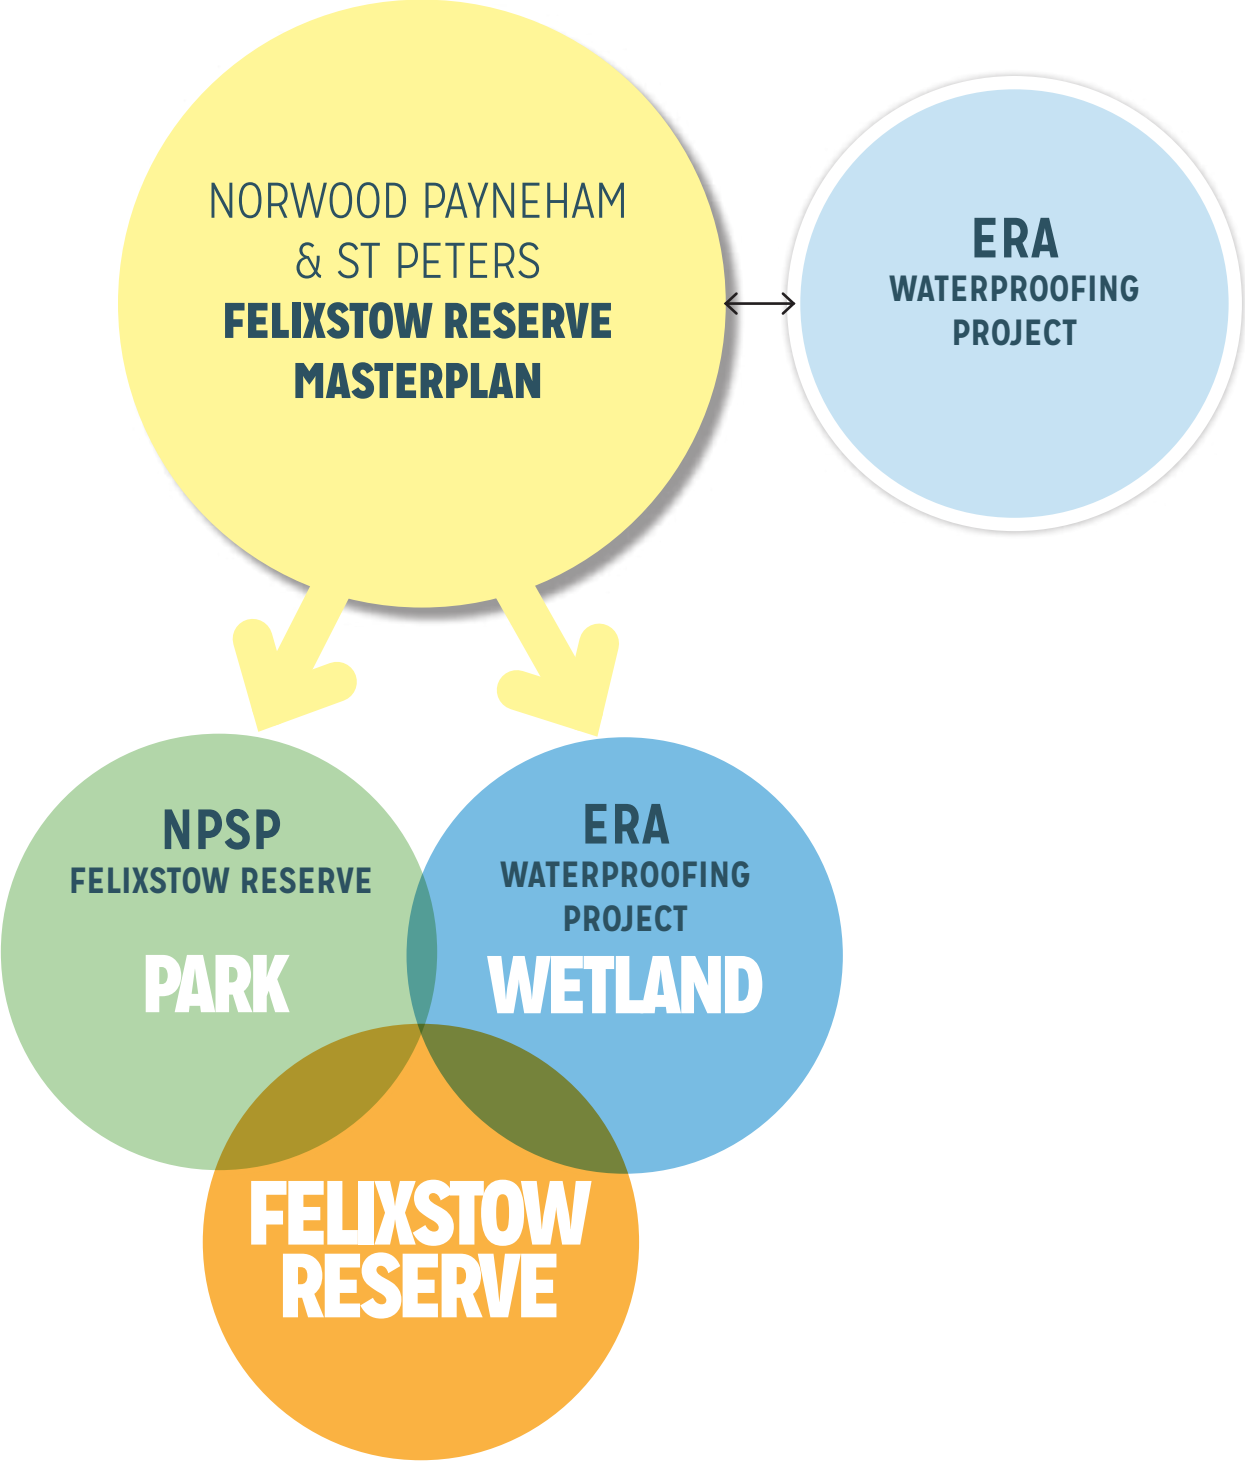 NORWOOD PAYNEHAM
& ST PETERS
FELIXSTOW RESERVE
MASTERPLAN
ERA
WATERPROOFING
PROJECT
NPSP
FELIXSTOW RESERVE
PARK
ERA
WATERPROOFING
PROJECT
WETLAND
FELIXSTOW
RESERVE